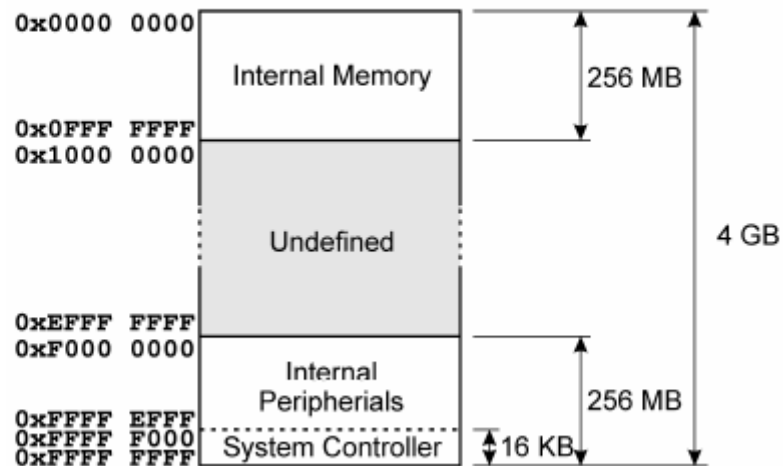 0x0000 0000
Internal Memory
256 MB
0x0FFF FFFF
0x1000 0000
Undefined
4 GB
0xEFFF FFFF
0xF000 0000
Internal
Peripherials
256 MB
0xFFFF EFFF
0xFFFF F000
System Controller
16 KB
0xFFFF FFFF